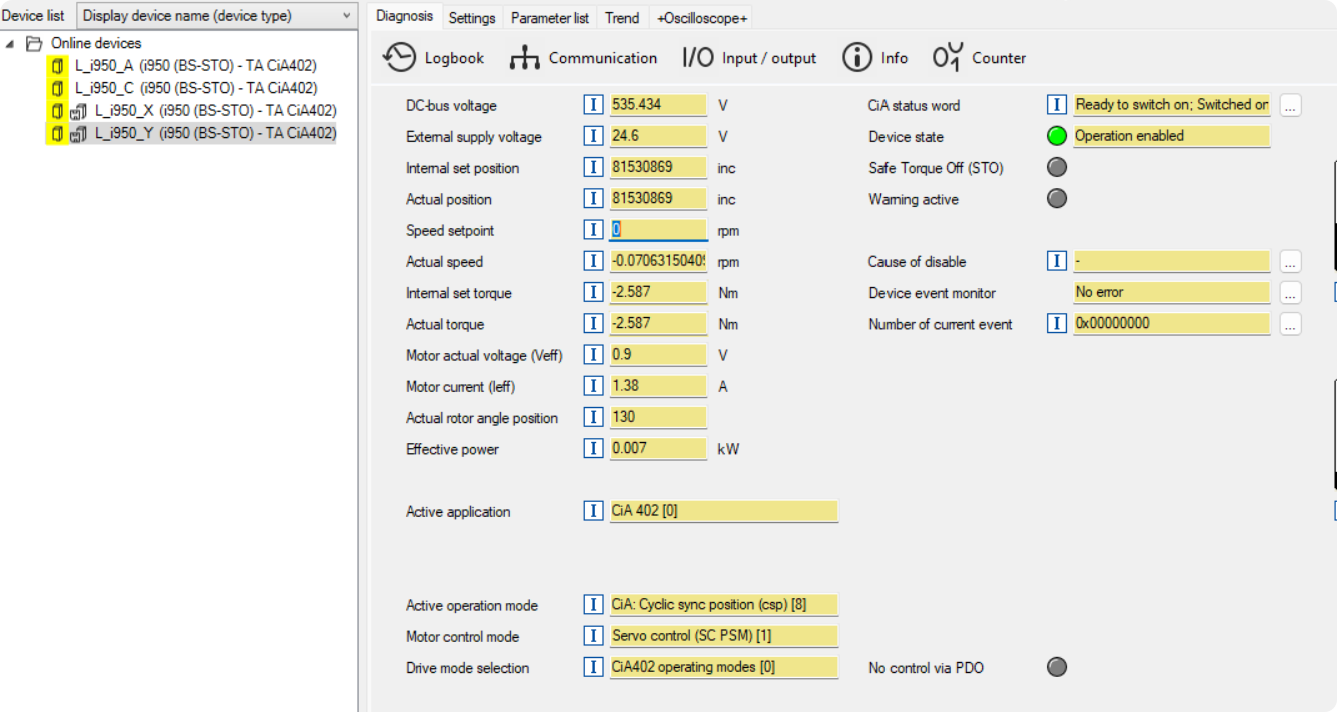 Device list Display device name (device type)
Online devices
L_i950_A (i950 (BS-STO) - TA CiA402)
L_i950_C (i950 (BS-STO) - TA CiA402)
L_i950_X (i950 (BS-STO) - TA CiA402)
L_i950_Y (i950 (BS-STO) - TA CiA402)
Diagnosis Settings Parameter list Trend +Oscilloscope+
Logbook Communication I/O Input / output Info Counter
DC-bus voltage I 535.434 V CiA status word I Ready to switch on; Switched on ...
External supply voltage I 24.6 V Device state Operation enabled
Internal set position I 81530869 inc Safe Torque Off (STO)
Actual position I 81530869 inc Warning active
Speed setpoint I 0 rpm
Actual speed I -0.0706315040 rpm Cause of disable I - ...
Internal set torque I -2.587 Nm Device event monitor No error ...
Actual torque I -2.587 Nm Number of current event I 0x00000000 ...
Motor actual voltage (Veff) I 0.9 V
Motor current (Ieff) I 1.38 A
Actual rotor angle position I 130
Effective power I 0.007 kW
Active application I CiA 402 [0]
Active operation mode I CiA: Cyclic sync position (csp) [8]
Motor control mode I Servo control (SC PSM) [1]
Drive mode selection I CiA402 operating modes [0] No control via PDO